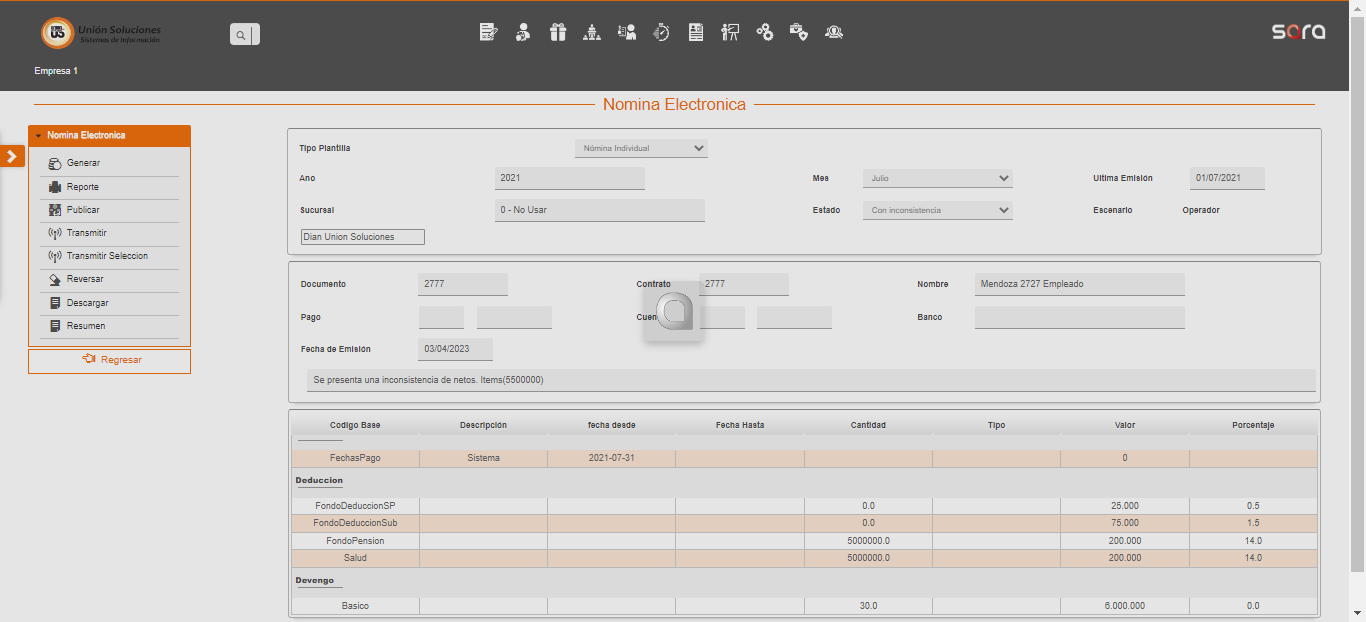 Unión Soluciones
Sistemas de Información
sara
Empresa 1
Nomina Electronica
Nomina Electronica
Generar
Reporte
Publicar
Transmitir
Transmitir Seleccion
Reversar
Descargar
Resumen
Regresar
Tipo Plantilla Nómina Individual
Ano 2021 Mes Julio Ultima Emisión 01/07/2021
Sucursal 0 - No Usar Estado Con inconsistencia Escenario Operador
Dian Union Soluciones
Documento 2777 Contrato 2777 Nombre Mendoza 2727 Empleado
Pago Banco
Fecha de Emisión 03/04/2023
Se presenta una inconsistencia de netos. Items(5500000)
Codigo Base Descripción fecha desde Fecha Hasta Cantidad Tipo Valor Porcentaje
FechasPago Sistema 2021-07-31 0
Deduccion
FondoDeduccionSP 0.0 25.000 0.5
FondoDeduccionSub 0.0 75.000 1.5
FondoPension 5000000.0 200.000 14.0
Salud 5000000.0 200.000 14.0
Devengo
Basico 30.0 6.000.000 0.0